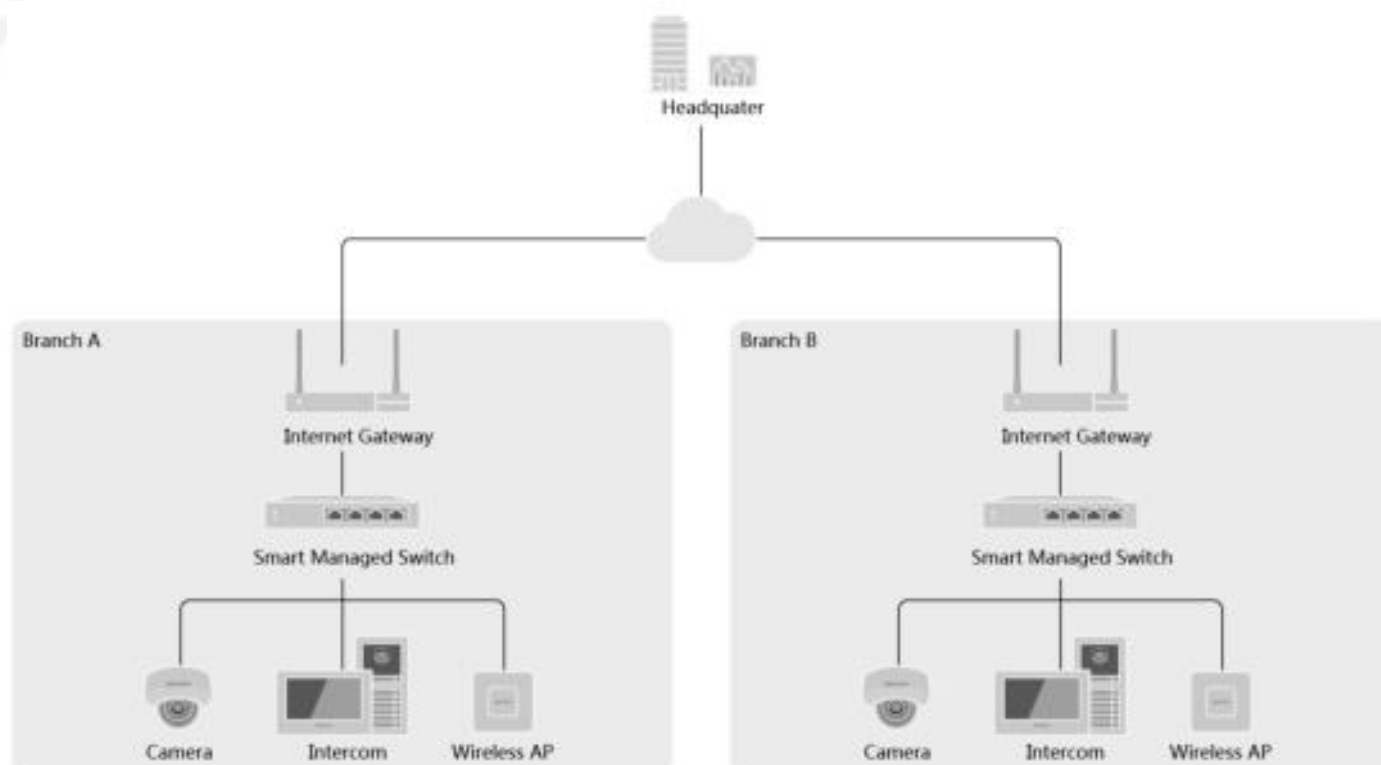 Headquater
Branch A
Branch B
Internet Gateway
Internet Gateway
Smart Managed Switch
Smart Managed Switch
Camera
Intercom
Wireless AP
Camera
Intercom
Wireless AP